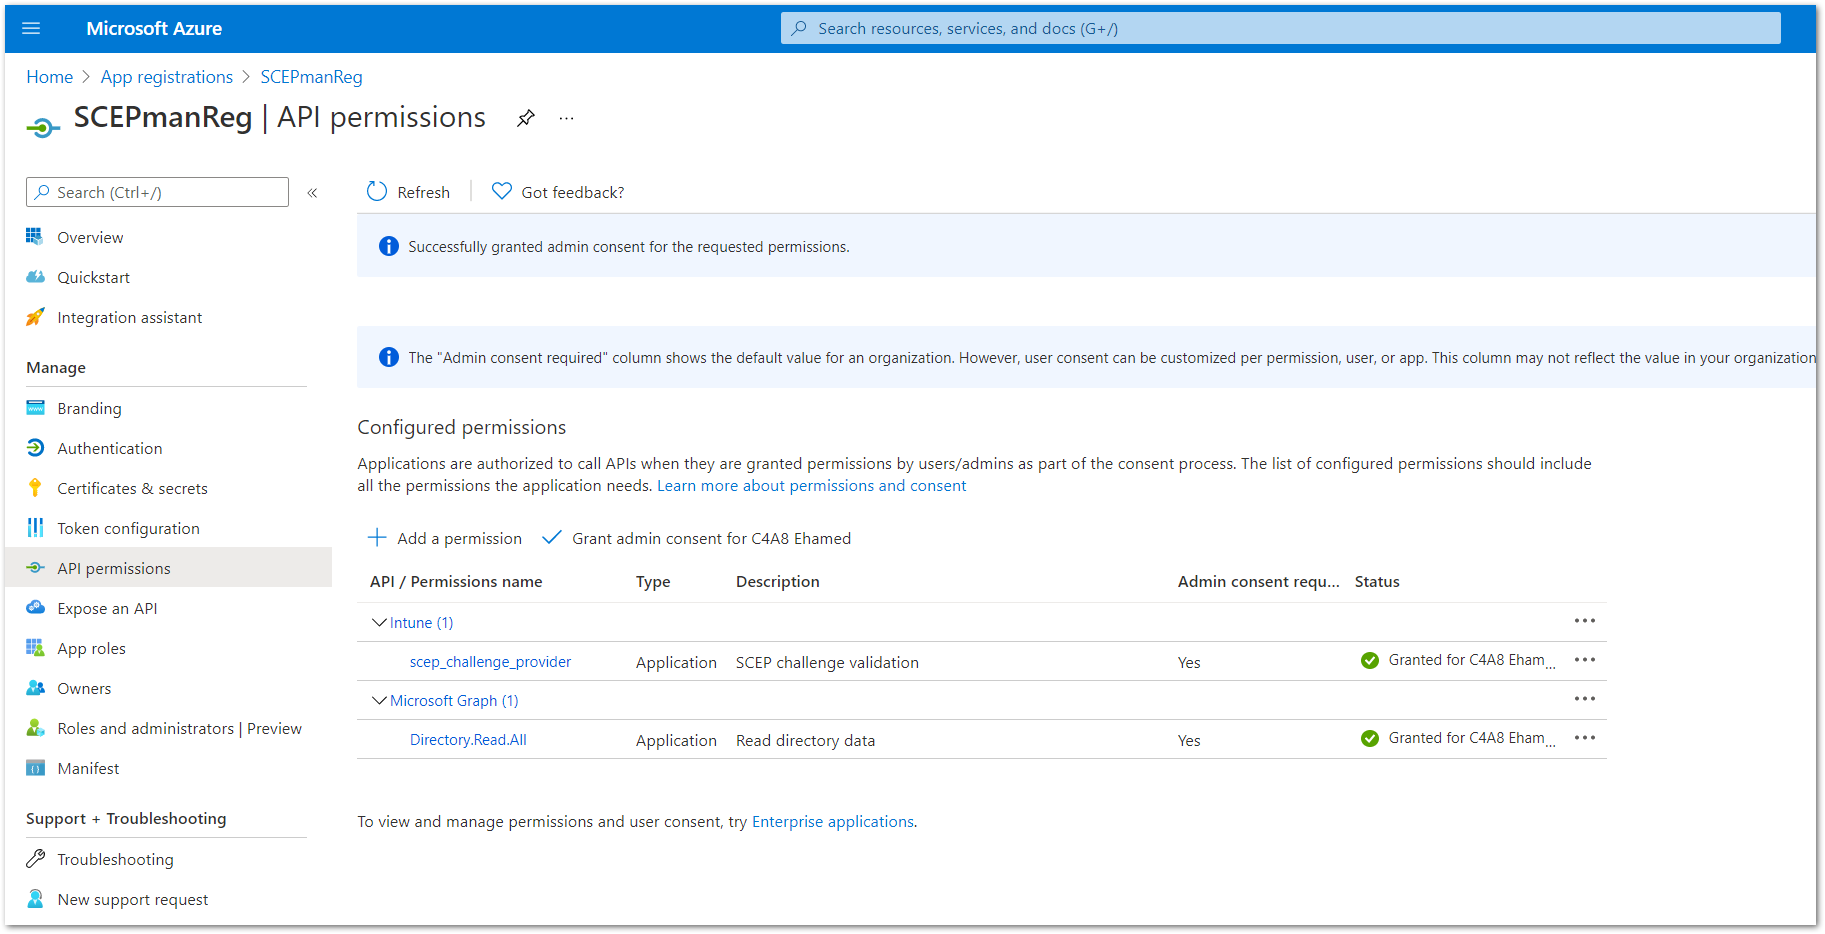 Microsoft Azure
Search resources, services, and docs (G+/)
Home > App registrations > SCEPmanReg
SCEPmanReg | API permissions
Search (Ctrl+/)
«
Refresh
Got feedback?
Overview
Quickstart
Integration assistant
Manage
Branding
Authentication
Certificates & secrets
Token configuration
API permissions
Expose an API
App roles
Owners
Roles and administrators | Preview
Manifest
Support + Troubleshooting
Troubleshooting
New support request
Successfully granted admin consent for the requested permissions.
The "Admin consent required" column shows the default value for an organization. However, user consent can be customized per permission, user, or app. This column may not reflect the value in your organization
Configured permissions
Applications are authorized to call APIs when they are granted permissions by users/admins as part of the consent process. The list of configured permissions should include
all the permissions the application needs. Learn more about permissions and consent
Add a permission
Grant admin consent for C4A8 Ehamed
API / Permissions name Type Description Admin consent requ... Status
Intune (1)
scep_challenge_provider Application SCEP challenge validation Yes Granted for C4A8 Eham...
Microsoft Graph (1)
Directory.Read.All Application Read directory data Yes Granted for C4A8 Eham...
To view and manage permissions and user consent, try Enterprise applications.